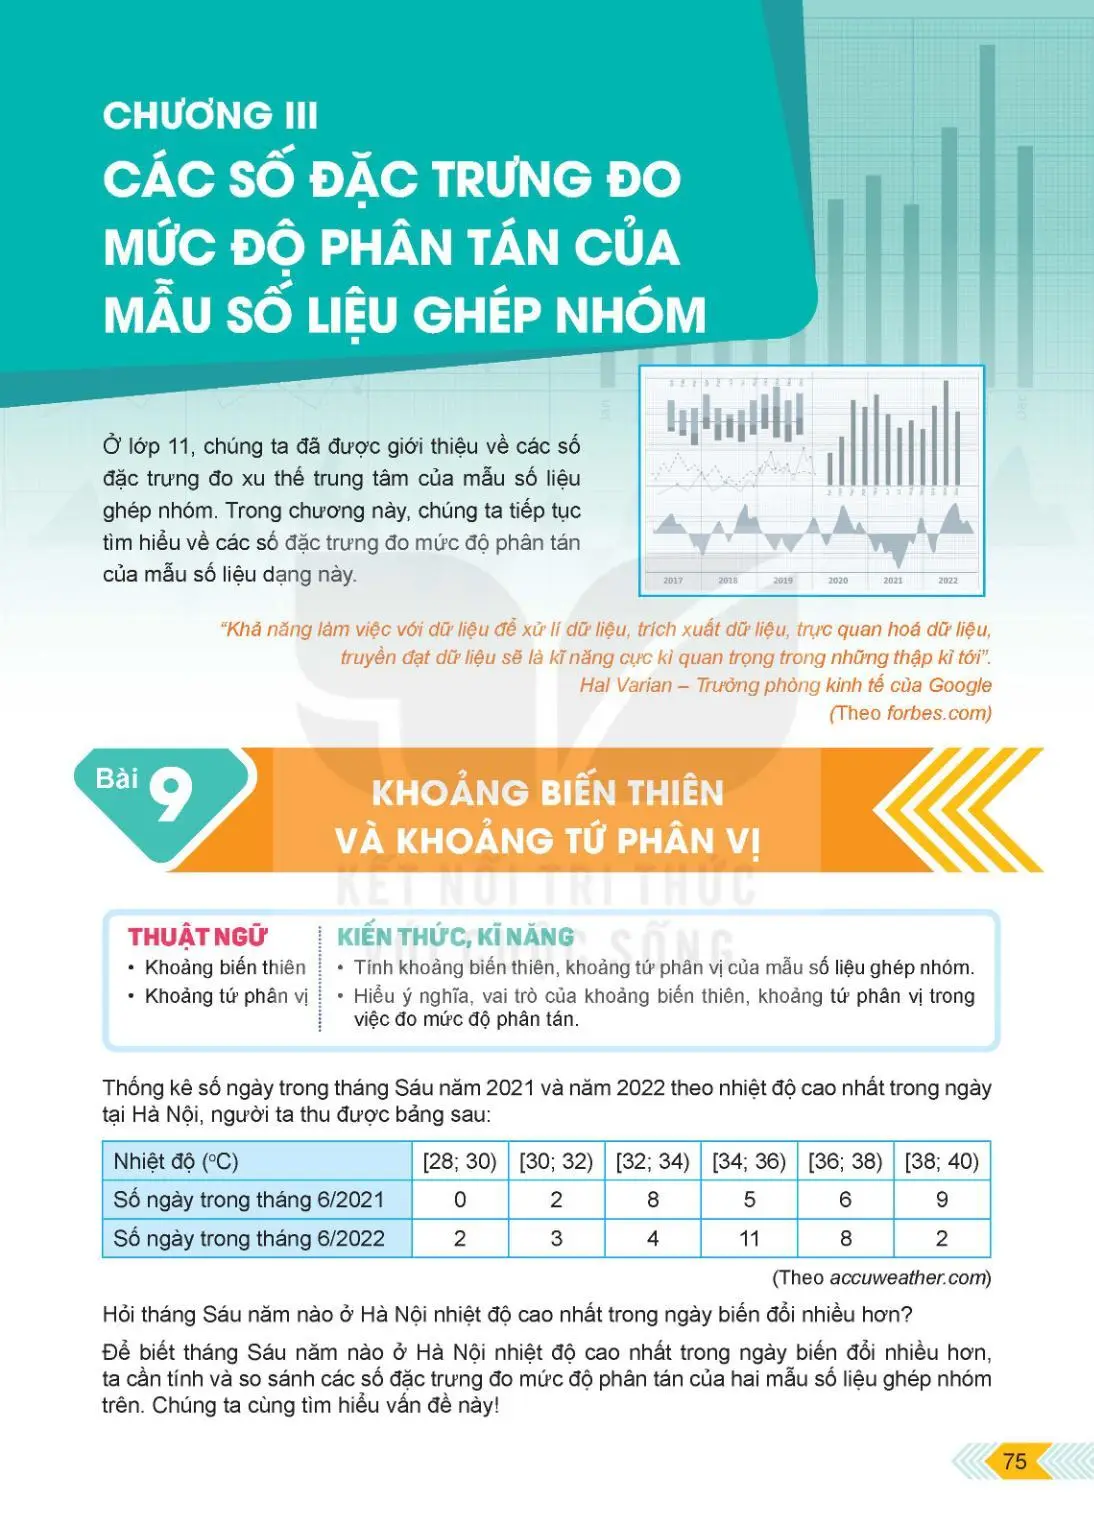 CHƯƠNG III
CÁC SỐ ĐẶC TRƯNG ĐO
MỨC ĐỘ PHÂN TÁN CỦA
MẪU SỐ LIỆU GHÉP NHÓM
Ở lớp 11, chúng ta đã được giới thiệu về các số
đặc trưng đo xu thế trung tâm của mẫu số liệu
ghép nhóm. Trong chương này, chúng ta tiếp tục
tìm hiểu về các số đặc trưng đo mức độ phân tán
của mẫu số liệu dạng này.
2017 2018 2019 2020 2021 2022
Jan
Dec
“Khả năng làm việc với dữ liệu để xử lí dữ liệu, trích xuất dữ liệu, trực quan hoá dữ liệu,
truyền đạt dữ liệu sẽ là kĩ năng cực kì quan trọng trong những thập kỉ tới”.
Hal Varian – Trưởng phòng kinh tế của Google
(Theo forbes.com)
Bài 9
KHOẢNG BIẾN THIÊN
VÀ KHOẢNG TỨ PHÂN VỊ
KẾT NỐI TRI THỨC
VỚI CUỘC SỐNG
THUẬT NGỮ
• Khoảng biến thiên
• Khoảng tứ phân vị
KIẾN THỨC, KĨ NĂNG
• Tính khoảng biến thiên, khoảng tứ phân vị của mẫu số liệu ghép nhóm.
• Hiểu ý nghĩa, vai trò của khoảng biến thiên, khoảng tứ phân vị trong
việc đo mức độ phân tán.
Thống kê số ngày trong tháng Sáu năm 2021 và năm 2022 theo nhiệt độ cao nhất trong ngày
tại Hà Nội, người ta thu được bảng sau:
Nhiệt độ (°C) [28; 30) [30; 32) [32; 34) [34; 36) [36; 38) [38; 40)
Số ngày trong tháng 6/2021 0 2 8 5 6 9
Số ngày trong tháng 6/2022 2 3 4 11 8 2
(Theo accuweather.com)
Hỏi tháng Sáu năm nào ở Hà Nội nhiệt độ cao nhất trong ngày biến đổi nhiều hơn?
Để biết tháng Sáu năm nào ở Hà Nội nhiệt độ cao nhất trong ngày biến đổi nhiều hơn,
ta cần tính và so sánh các số đặc trưng đo mức độ phân tán của hai mẫu số liệu ghép nhóm
trên. Chúng ta cùng tìm hiểu vấn đề này!
75